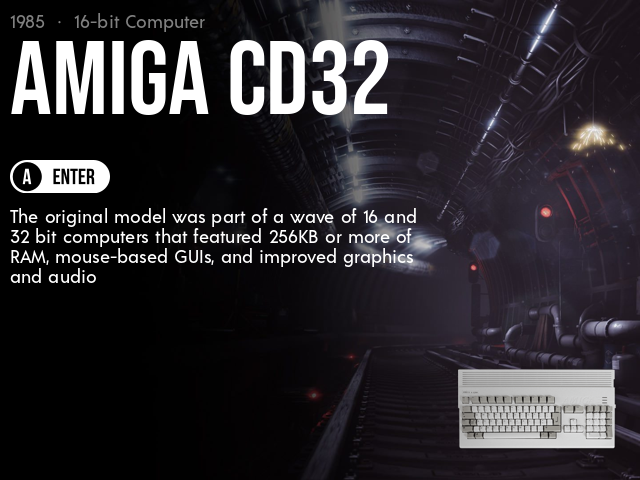 1985 · 16-bit Computer
AMIGA CD32
A ENTER
The original model was part of a wave of 16 and
32 bit computers that featured 256KB or more of
RAM, mouse-based GUIs, and improved graphics
and audio